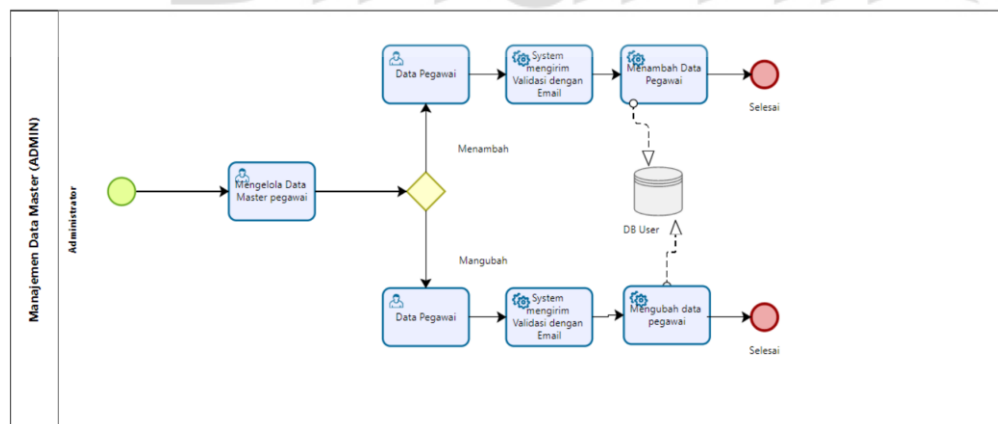 Manajemen Data Master (ADMIN)
Administrator
Mengelola Data
Master pegawai
Menambah
Data Pegawai
System
mengirim
Validasi dengan
Email
Menambah Data
Pegawai
Selesai
DB User
Mangubah
Data Pegawai
System
mengirim
Validasi dengan
Email
Mengubah data
pegawai
Selesai